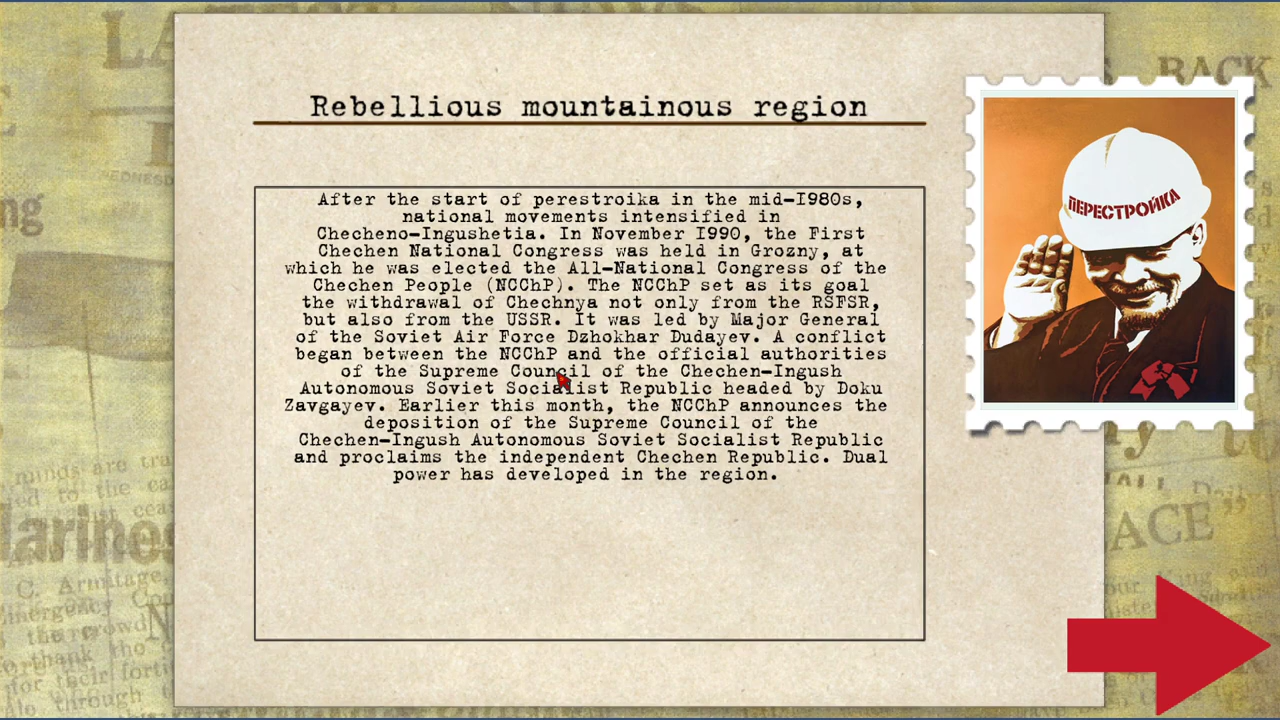 Rebellious mountainous region
After the start of perestroika in the mid-I980s,
national movements intensified in
Checheno-Ingushetia. In November I990, the First
Chechen National Congress was held in Grozny, at
which he was elected the All-National Congress of the
Chechen People (NCChP). The NCChP set as its goal
the withdrawal of Chechnya not only from the RSFSR,
but also from the USSR. It was led by Major General
of the Soviet Air Force Dzhokhar Dudayev. A conflict
began between the NCChP and the official authorities
of the Supreme Council of the Chechen-Ingush
Autonomous Soviet Socialist Republic headed by Doku
Zavgayev. Earlier this month, the NCChP announces the
deposition of the Supreme Council of the
Chechen-Ingush Autonomous Soviet Socialist Republic
and proclaims the independent Chechen Republic. Dual
power has developed in the region.
ПЕРЕСТРОЙКА
BACK
minds are
C. Armitage,